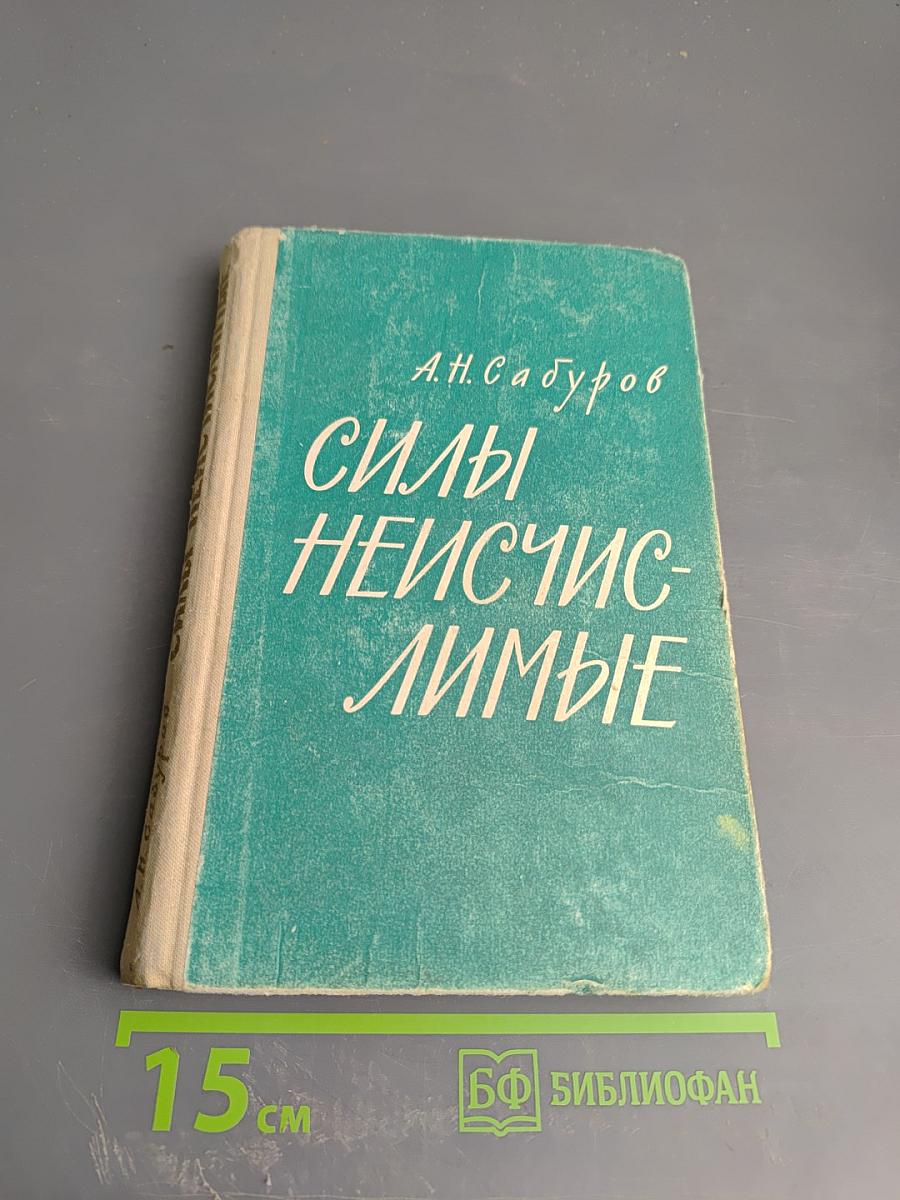 А.Н.Сабуров
СИЛЫ
НЕИСЧИС-
ЛИМЫЕ
15 см
БФ БИБЛИОФАН